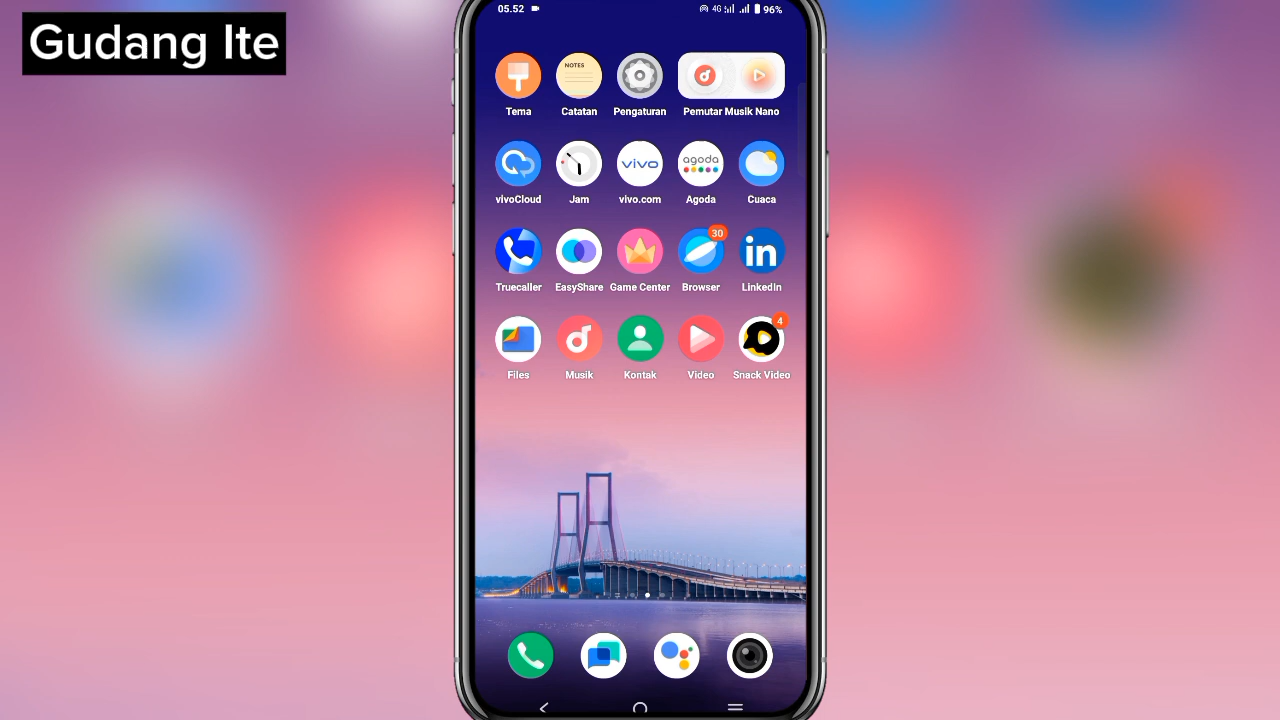 Gudang Ite
05.52
4G
96%
NOTES
Tema
Catatan
Pengaturan
Pemutar Musik Nano
vivo
agoda
vivoCloud
Jam
vivo.com
Agoda
Cuaca
30
in
Truecaller
EasyShare
Game Center
Browser
LinkedIn
4
Files
Musik
Kontak
Video
Snack Video